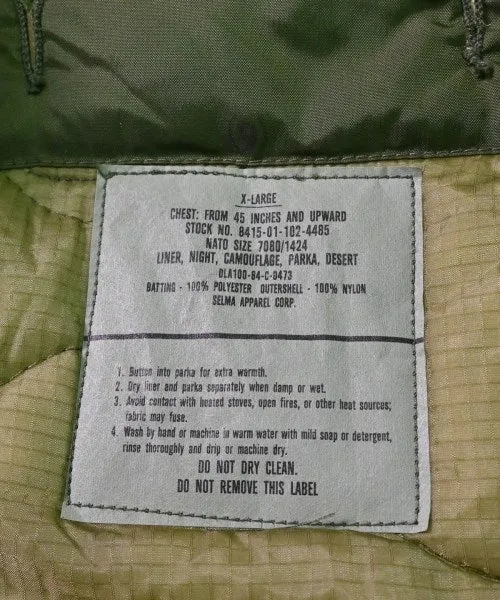 X-LARGE
CHEST: FROM 45 INCHES AND UPWARD
STOCK NO. 8415-01-102-4485
NATO SIZE 7080/1424
LINER, NIGHT, CAMOUFLAGE, PARKA, DESERT
DLA100-84-C-0473
BATTING - 100% POLYESTER OUTERSHELL - 100% NYLON
SELMA APPAREL CORP.
1. Button into parka for extra warmth.
2. Dry liner and parka separately when damp or wet.
3. Avoid contact with heated stoves, open fires, or other heat sources;
fabric may fuse.
4. Wash by hand or machine in warm water with mild soap or detergent,
rinse thoroughly and drip or machine dry.
DO NOT DRY CLEAN.
DO NOT REMOVE THIS LABEL